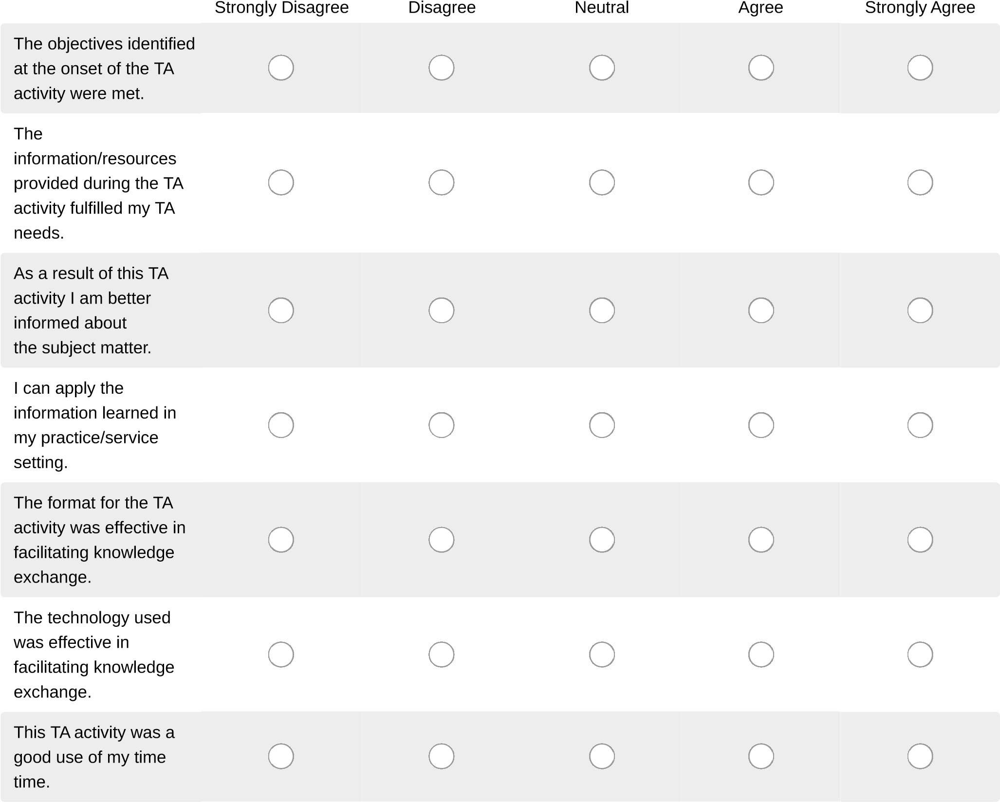 Strongly Disagree Disagree Neutral Agree Strongly Agree
The objectives identified
at the onset of the TA
activity were met.
The
information/resources
provided during the TA
activity fulfilled my TA
needs.
As a result of this TA
activity I am better
informed about
the subject matter.
I can apply the
information learned in
my practice/service
setting.
The format for the TA
activity was effective in
facilitating knowledge
exchange.
The technology used
was effective in
facilitating knowledge
exchange.
This TA activity was a
good use of my time
time.